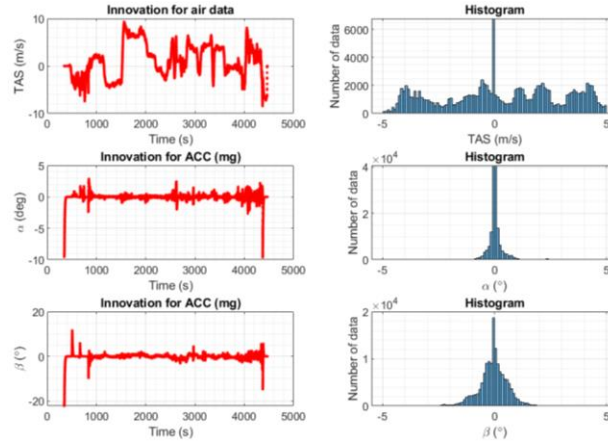 Innovation for air data
TAS (m/s)
10
0
-10
0 1000 2000 3000 4000 5000
Time (s)
Histogram
Number of data
6000
4000
2000
0
-5 0 5
TAS (m/s)
Innovation for ACC (mg)
α (deg)
5
0
-5
-10
0 1000 2000 3000 4000 5000
Time (s)
×10⁴ Histogram
Number of data
4
2
0
-5 0 5
α (°)
Innovation for ACC (mg)
β (°)
20
0
-20
0 1000 2000 3000 4000 5000
Time (s)
×10⁴ Histogram
Number of data
2
1
0
-5 0 5
β (°)